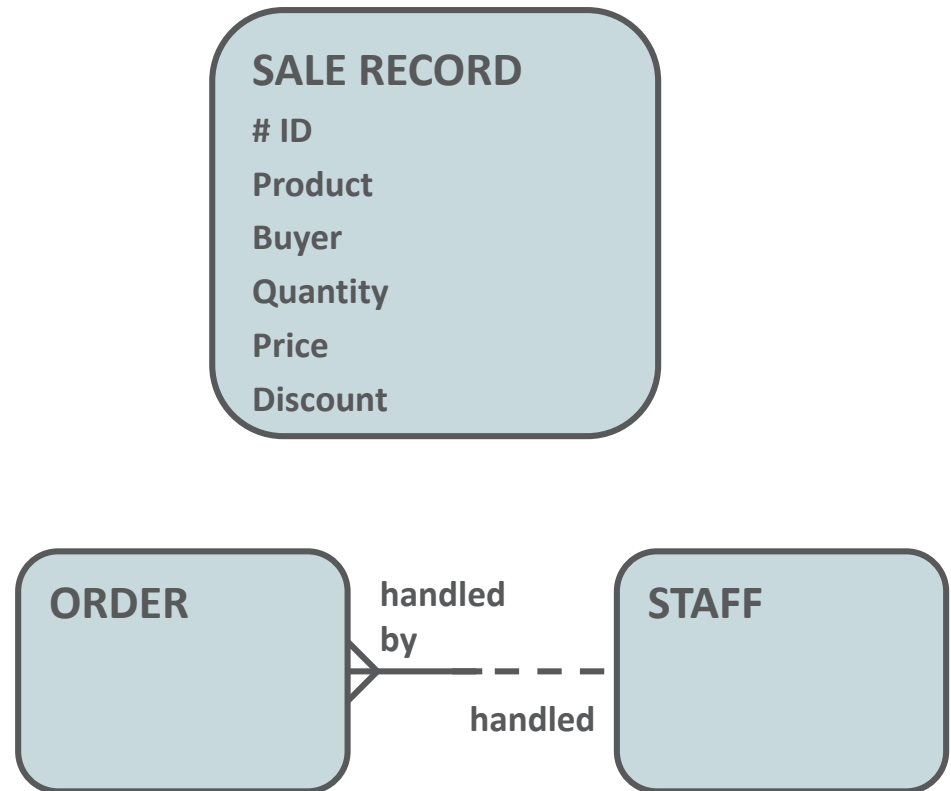 SALE RECORD
# ID
Product
Buyer
Quantity
Price
Discount
ORDER
handled
by
handled
STAFF